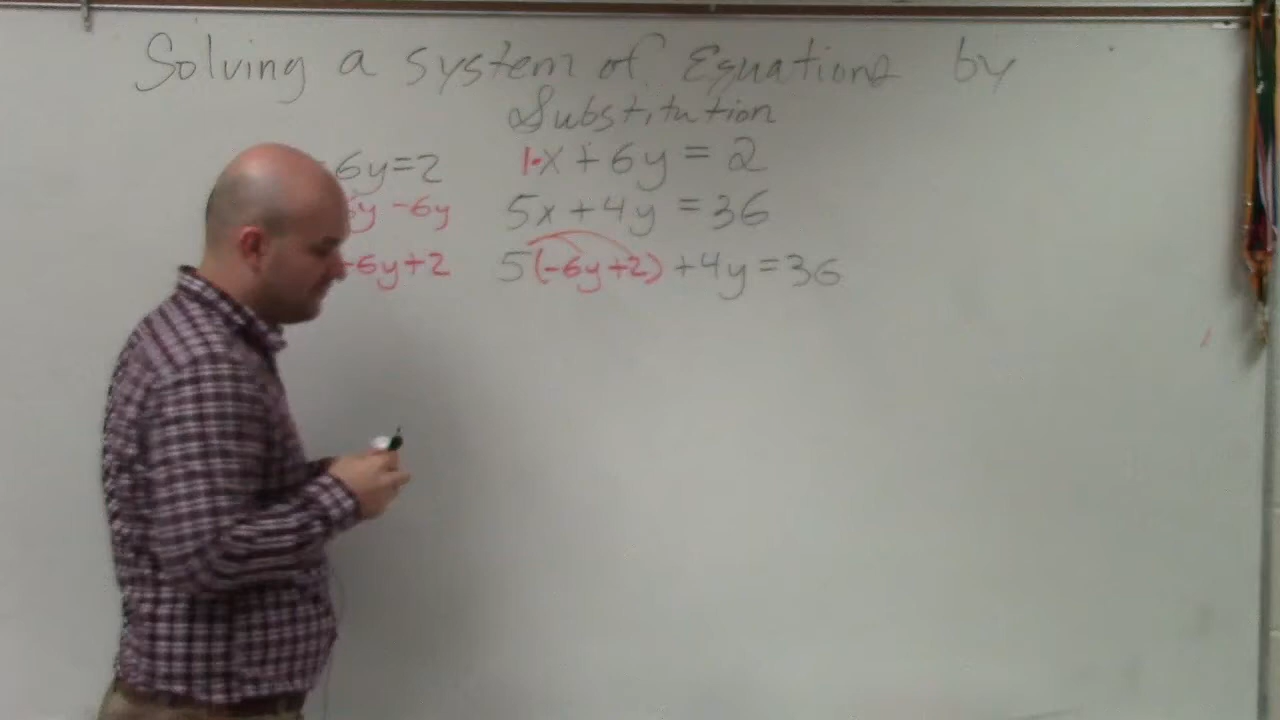 Solving a system of Equations by
Substitution
6y=2 1·x + 6y = 2
6y -6y 5x + 4y = 36
-6y+2 5(-6y+2) +4y=36